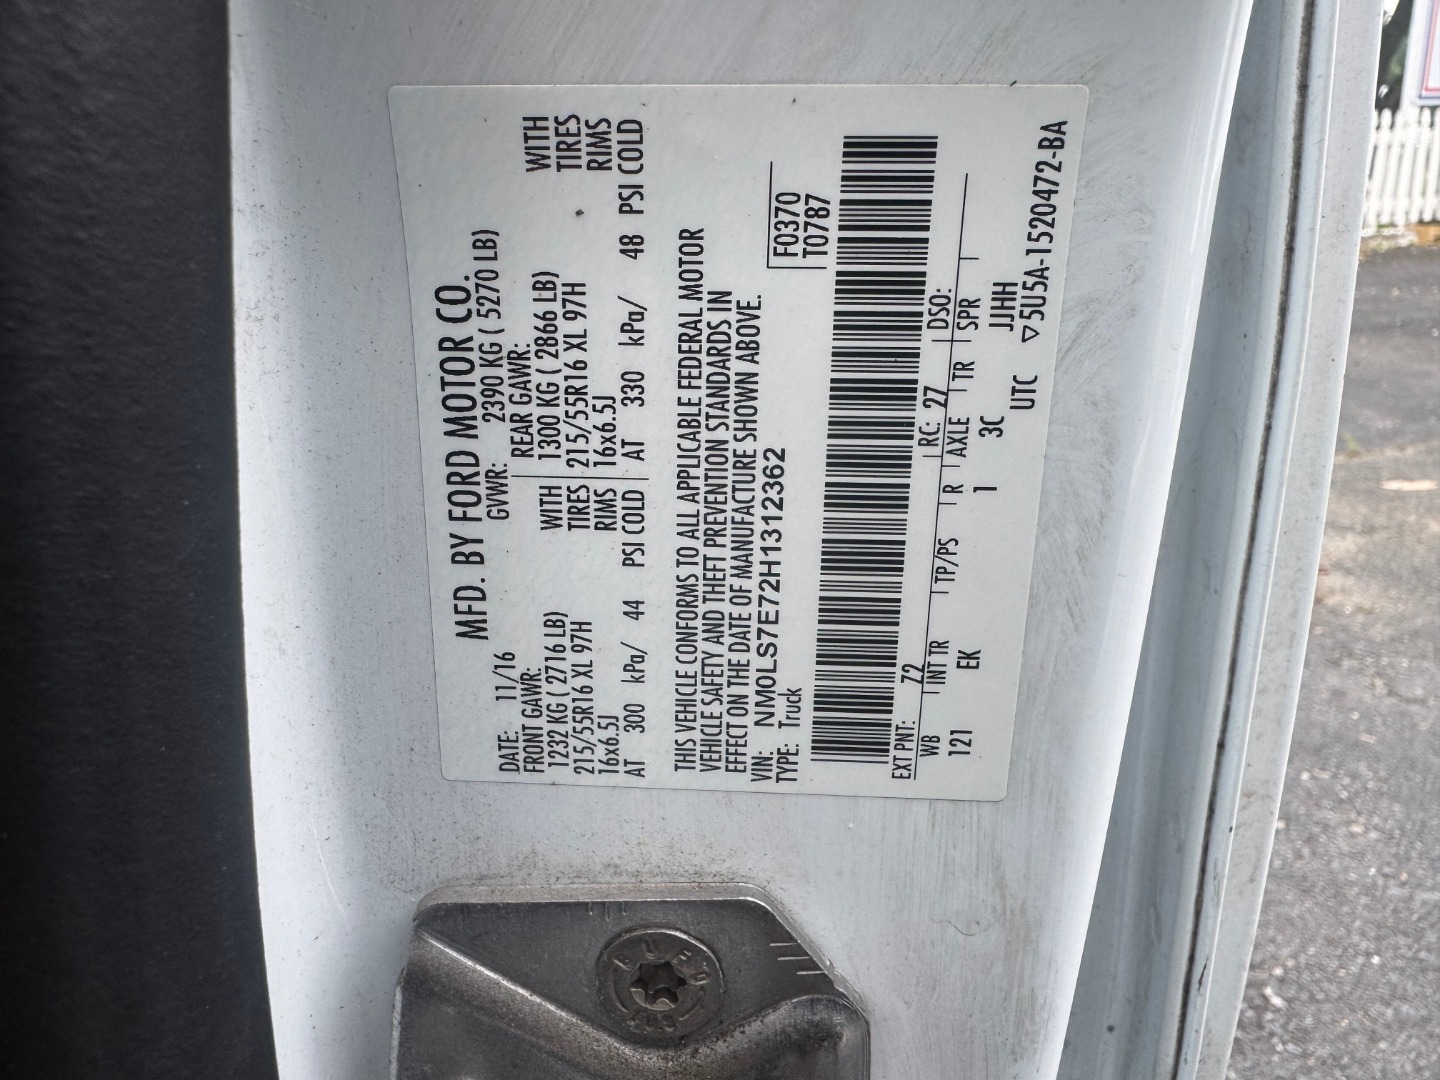 MFD. BY FORD MOTOR CO.
DATE: 11/16 GVWR: 2390 KG ( 5270 LB)
FRONT GAWR: REAR GAWR:
1232 KG ( 2716 LB) WITH 1300 KG ( 2866 LB) WITH
215/55R16 XL 97H TIRES 215/55R16 XL 97H TIRES
16x6.5J RIMS 16x6.5J RIMS
AT 300 kPa/ 44 PSI COLD AT 330 kPa/ 48 PSI COLD
THIS VEHICLE CONFORMS TO ALL APPLICABLE FEDERAL MOTOR
VEHICLE SAFETY AND THEFT PREVENTION STANDARDS IN
EFFECT ON THE DATE OF MANUFACTURE SHOWN ABOVE.
VIN: NM0LS7E72H1312362 F0370
TYPE: Truck T0787
EXT PNT: Z2 RC: 27 DSO:
WB INT TR TP/PS R AXLE TR SPR
121 EK 1 3C JJHH
UTC ▽5U5A-1520472-BA